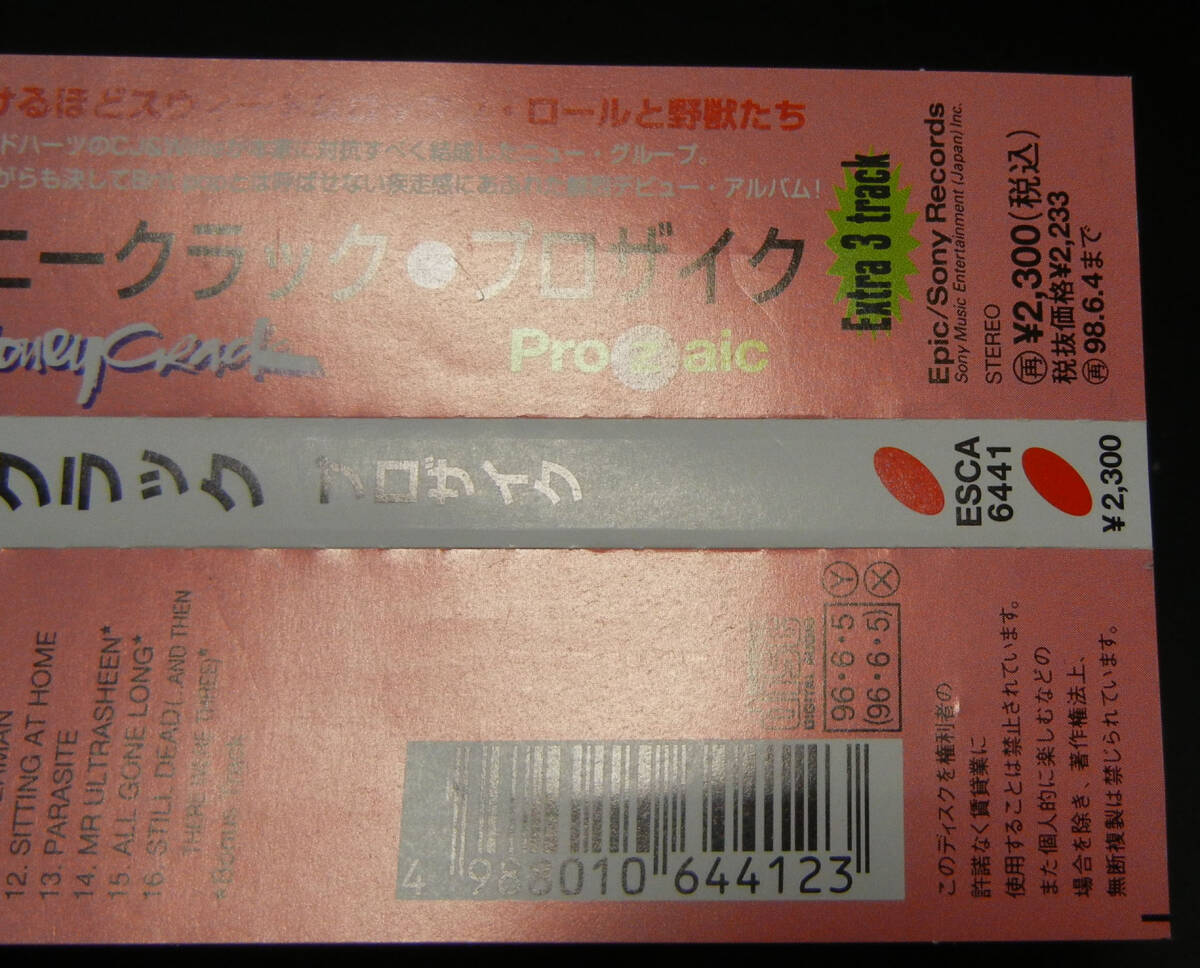 けるほどスウ
・ロールと野獣たち
ドハーツのCJ&
に対抗すべく結成したニュー・グループ。
がらも決して
とは呼ばせない疾走感にあふれた
デビュー・アルバム!
ニークラック●プロザイク
HoneyCrack
Prozaic
Extra 3 track
Epic/Sony Records
Sony Music Entertainment (Japan) Inc.
STEREO
再¥2,300(税込)
税抜価格¥2,233
再98.6.4まで
クラック プロザイク
ESCA
6441
¥2,300
12. SITTING AT HOME
13. PARASITE
14. MR ULTRASHEEN*
15. ALL GONE LONG*
16. STILL DEAD(...AND THEN
THERE WERE THREE)*
*BONUS TRACK
DIGITAL AUDIO
96・6・5 Y
(96・6・5) X
4 988010 644123
このディスクを権利者の
許諾なく賃貸業に
使用することは禁止されています。
また個人的に楽しむなどの
場合を除き、著作権法上、
無断複製は禁じられています。